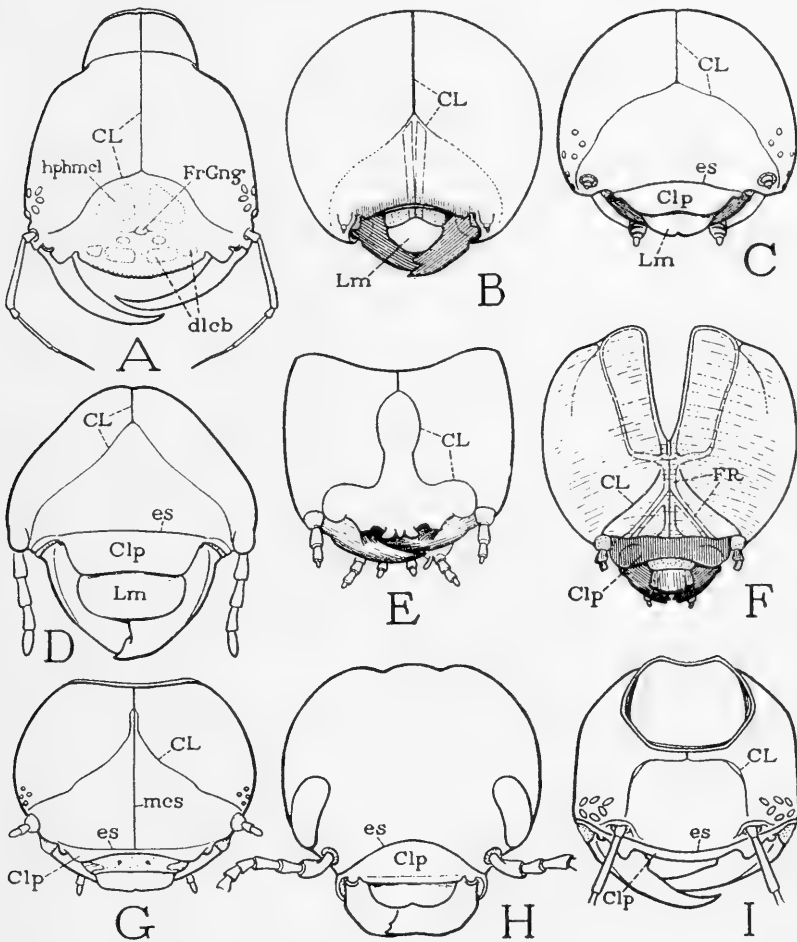 CL
hphmcl
FrGng
dlcb
A
CL
Lm
B
CL
es
Clp
Lm
C
CL
es
Clp
Lm
D
CL
E
CL
FR
Clp
F
CL
mcs
es
Clp
G
es
Clp
H
CL
es
Clp
I